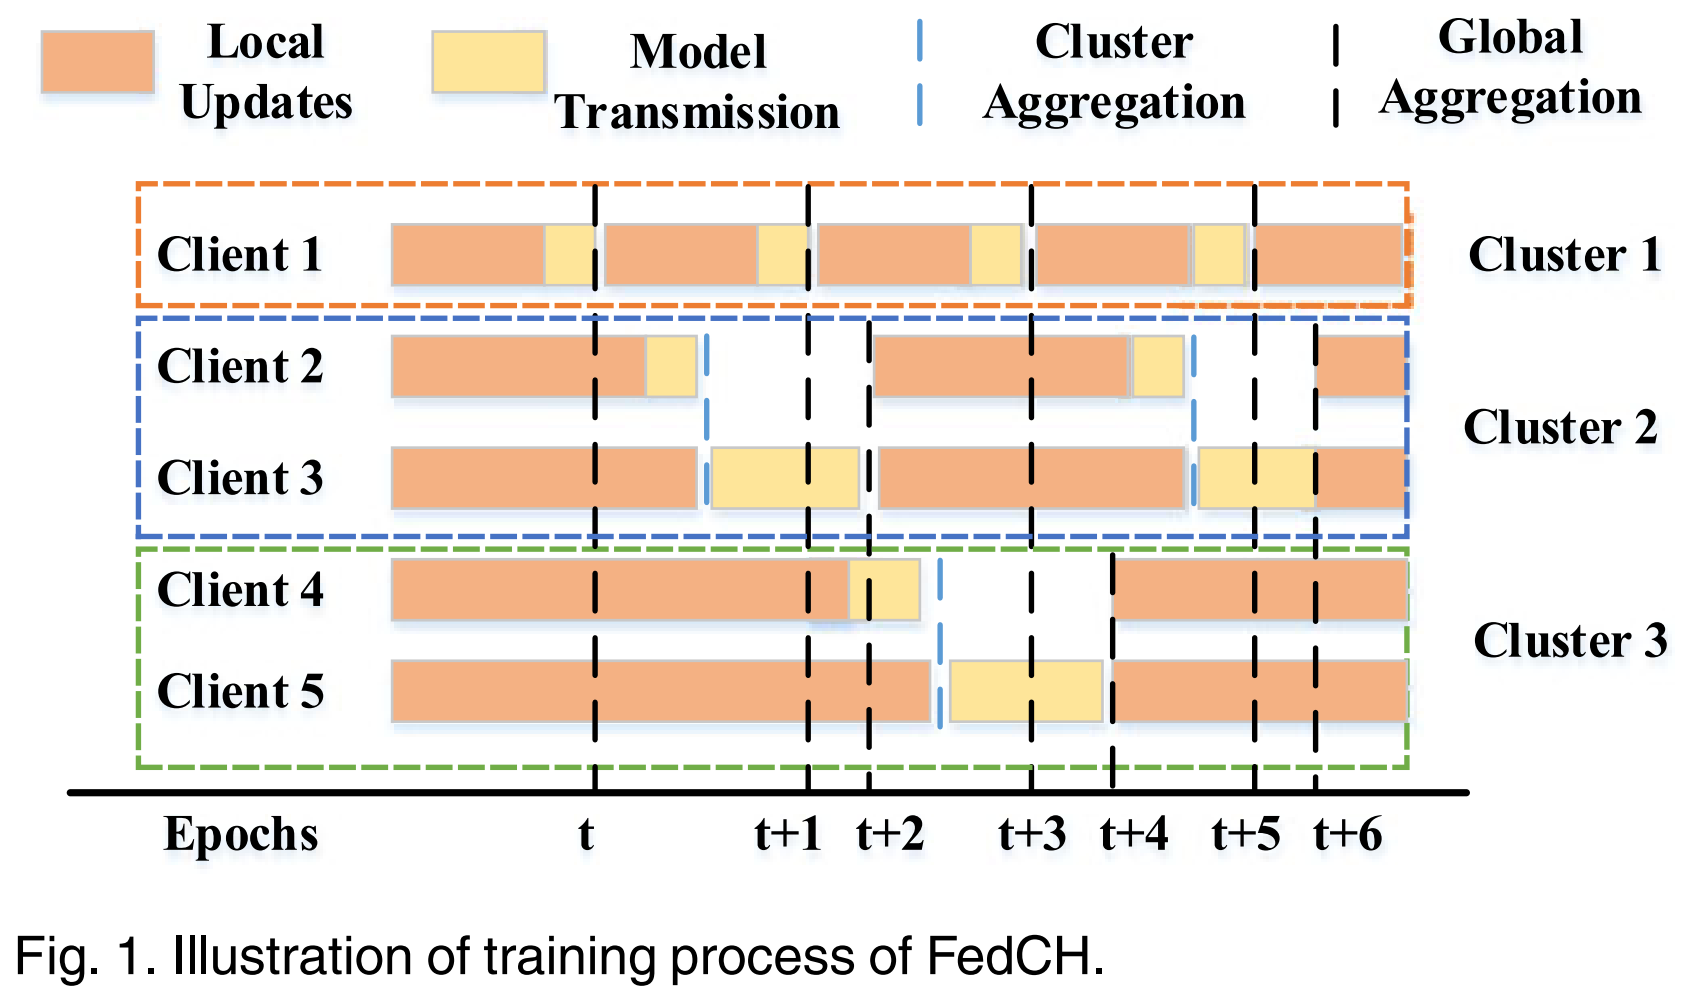 Local
Updates
Model
Transmission
Cluster
Aggregation
Global
Aggregation
Client 1
Cluster 1
Client 2
Client 3
Cluster 2
Client 4
Client 5
Cluster 3
Epochs t t+1 t+2 t+3 t+4 t+5 t+6
Fig. 1. Illustration of training process of FedCH.